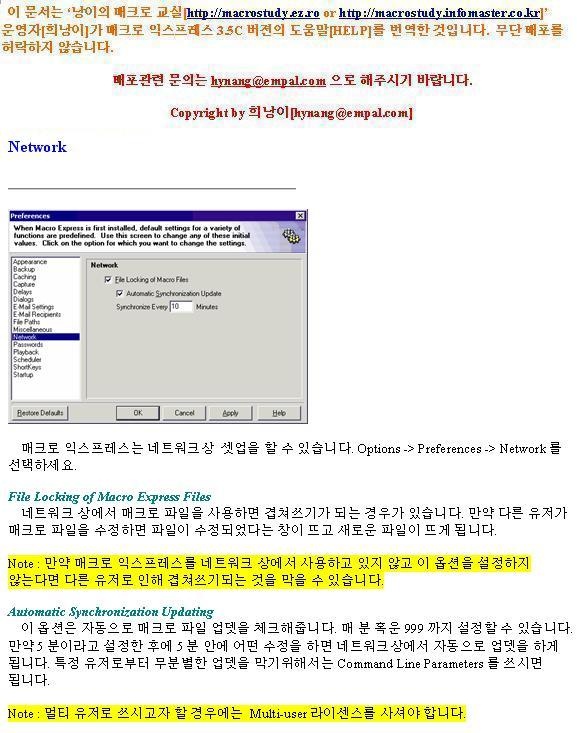 이 문서는 ‘낭이의 매크로 교실[http://macrostudy.ez.ro or http://macrostudy.infomaster.co.kr]’
운영자[희낭이]가 매크로 익스프레스 3.5C 버젼의 도움말[HELP]를 번역한 것입니다. 무단 배포를
허락하지 않습니다.
배포관련 문의는 hynang@empal.com 으로 해주시기 바랍니다.
Copyright by 희낭이[hynang@empal.com]
Network
Preferences
When Macro Express is first installed, default settings for a variety of
functions are predefined. Use this screen to change any of these initial
values. Click on the option for which you want to change the settings.
Appearance
Backup
Caching
Capture
Delays
Dialogs
E-Mail Settings
E-Mail Recipients
File Paths
Miscellaneous
Network
Passwords
Playback
Scheduler
ShortKeys
Startup
Network
File Locking of Macro Files
Automatic Synchronization Update
Synchronize Every 10 Minutes
Restore Defaults OK Cancel Apply Help
매크로 익스프레스는 네트워크상 셋업을 할 수 있습니다. Options -> Preferences -> Network 를
선택하세요.
File Locking of Macro Express Files
네트워크 상에서 매크로 파일을 사용하면 겹쳐쓰기가 되는 경우가 있습니다. 만약 다른 유저가
매크로 파일을 수정하면 파일이 수정되었다는 창이 뜨고 새로운 파일이 뜨게 됩니다.
Note : 만약 매크로 익스프레스를 네트워크 상에서 사용하고 있지 않고 이 옵션을 설정하지
않는다면 다른 유저로 인해 겹쳐쓰기되는 것을 막을 수 있습니다.
Automatic Synchronization Updating
이 옵션은 자동으로 매크로 파일 업뎃을 체크해줍니다. 매 분 혹은 999 까지 설정할 수 있습니다.
만약 5 분이라고 설정한 후에 5 분 안에 어떤 수정을 하면 네트워크상에서 자동으로 업뎃을 하게
됩니다. 특정 유저로부터 무분별한 업뎃을 막기위해서는 Command Line Parameters 를 쓰시면
됩니다.
Note : 멀티 유저로 쓰시고자 할 경우에는 Multi-user 라이센스를 사셔야 합니다.